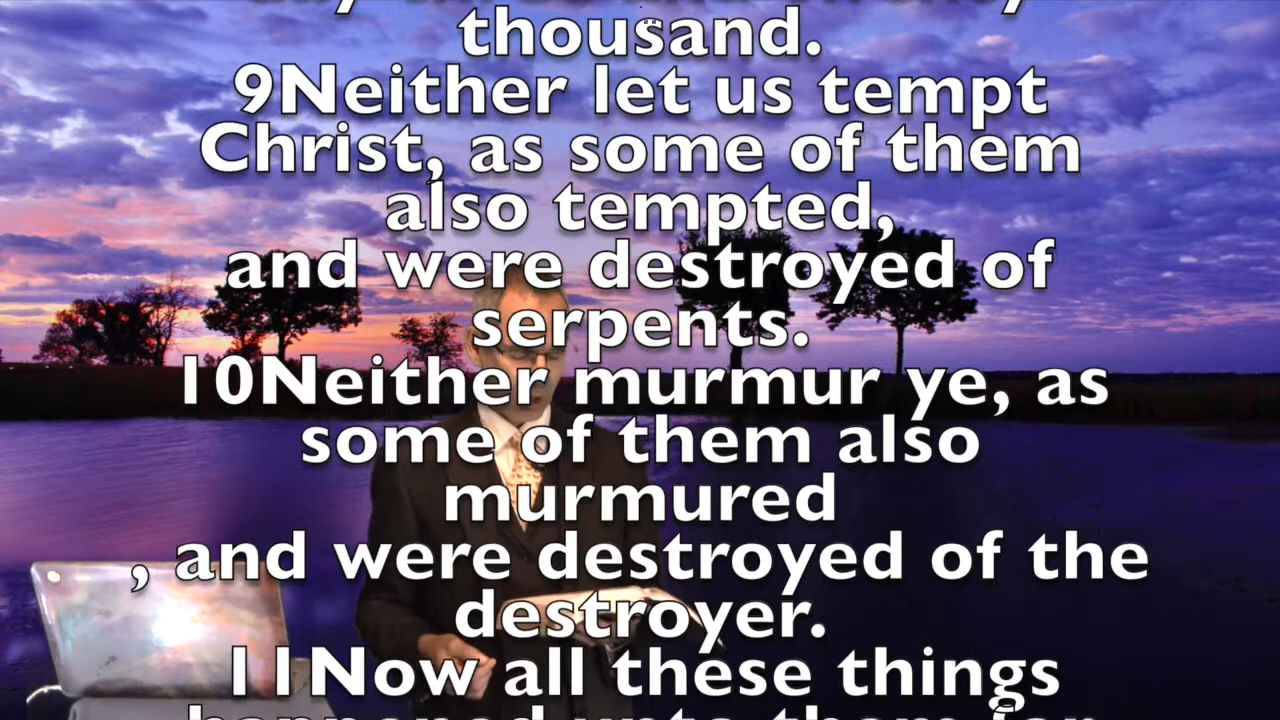 thousand.
9Neither let us tempt
Christ, as some of them
also tempted,
and were destroyed of
serpents.
10Neither murmur ye, as
some of them also
murmured
, and were destroyed of the
destroyer.
11Now all these things